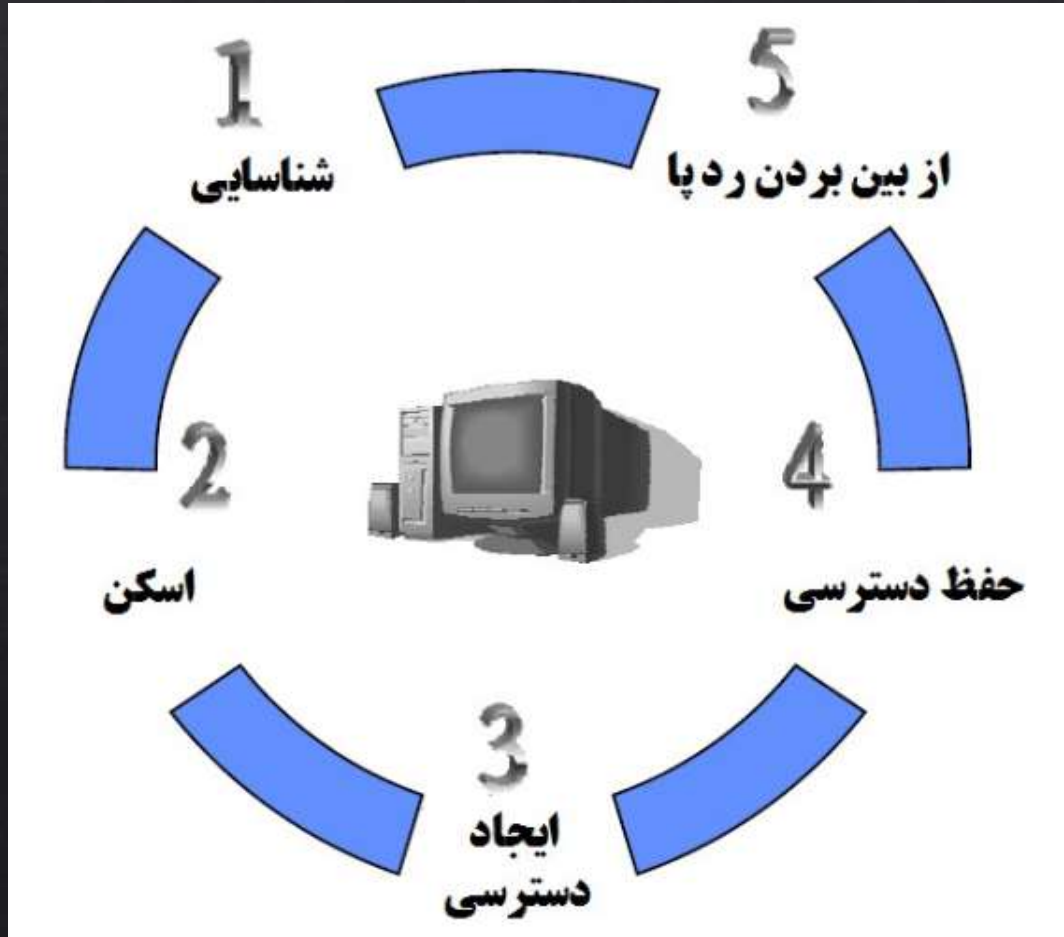 1
شناسایی
2
اسکن
3
ایجاد
دسترسی
4
حفظ دسترسی
5
از بین بردن رد پا